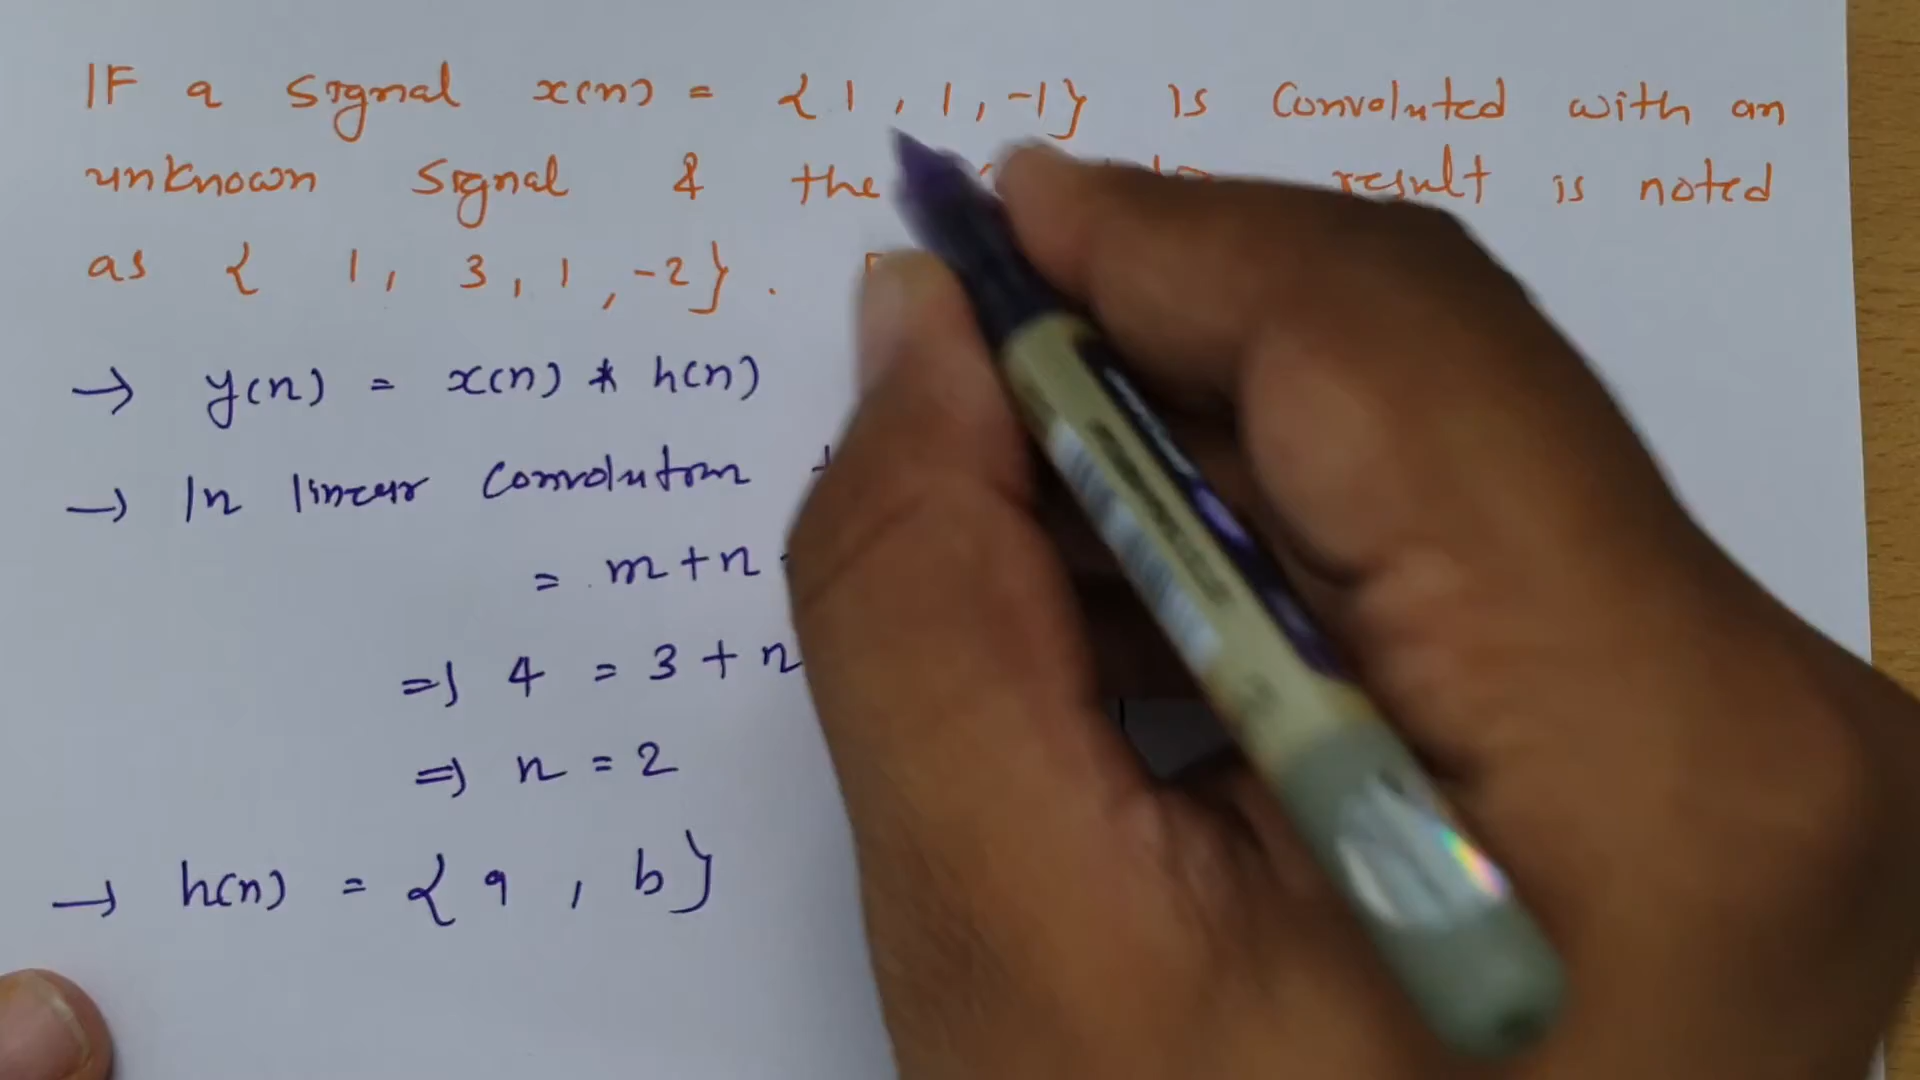 IF a signal x(n) = {1, 1, -1} is convoluted with an
unknown signal & the result is noted
as { 1, 3, 1, -2}.
→ y(n) = x(n) * h(n)
→ In linear convolution
= m+n
⇒ 4 = 3 + n
⇒ n = 2
→ h(n) = {a, b}